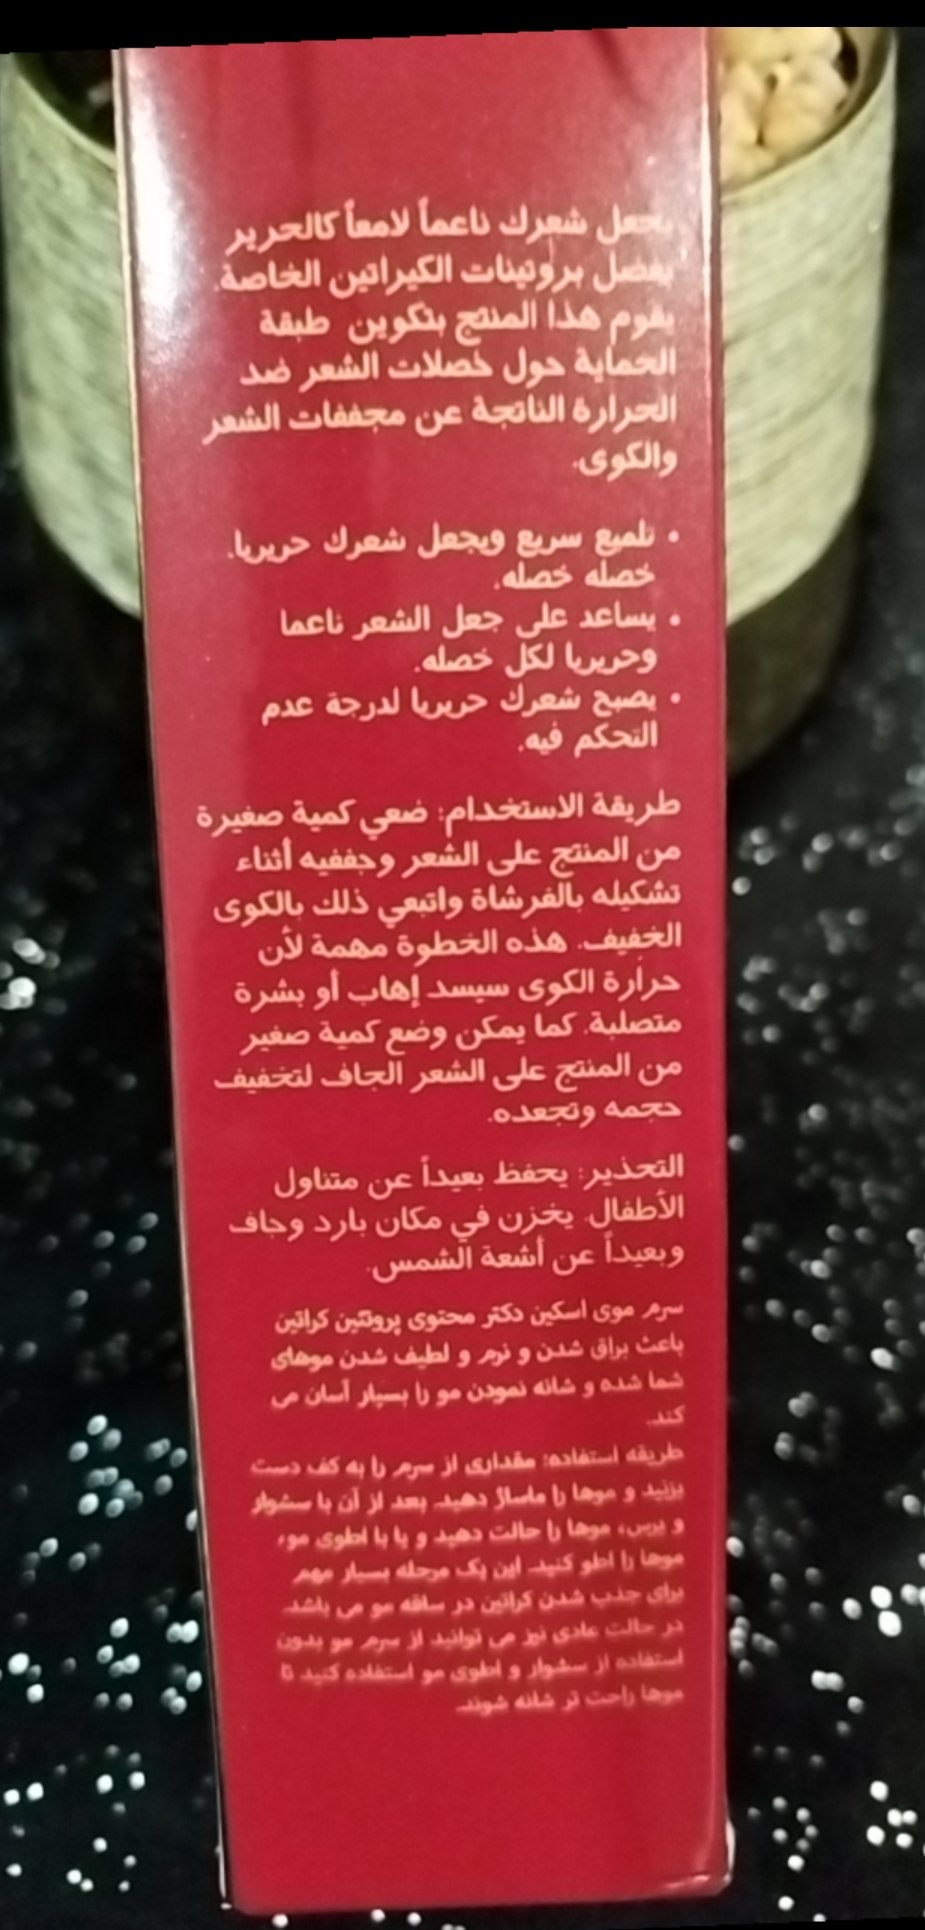 يجعل شعرك ناعماً لامعاً كالحرير
بفضل بروتينات الكيراتين الخاصة.
يقوم هذا المنتج بتكوين طبقة
الحماية حول خصلات الشعر ضد
الحرارة الناتجة عن مجففات الشعر
والكوى.
• تلميع سريع ويجعل شعرك حريريا.
خصله خصله.
• يساعد على جعل الشعر ناعما
وحريريا لكل خصله.
• يصبح شعرك حريريا لدرجة عدم
التحكم فيه.
طريقة الاستخدام: ضعي كمية صغيرة
من المنتج على الشعر وجففيه أثناء
تشكيله بالفرشاة واتبعي ذلك بالكوى
الخفيف. هذه الخطوة مهمة لأن
حرارة الكوى سيسد إهاب أو بشرة
متصلبة. كما يمكن وضع كمية صغير
من المنتج على الشعر الجاف لتخفيف
حجمه وتجعده.
التحذير: يحفظ بعيداً عن متناول
الأطفال. يخزن في مكان بارد وجاف
وبعيداً عن أشعة الشمس.
سرم موی اسکین دکتر محتوی پروتئین کراتین
باعث براق شدن و نرم و لطیف شدن موهای
شما شده و شانه نمودن مو را بسیار آسان می
کند.
طریقه استفاده: مقداری از سرم را به کف دست
بزنید و موها را ماساژ دهید. بعد از آن با سشوار
و برس، موها را حالت دهید و یا با اطوی مو،
موها را اطو کنید. این یک مرحله بسیار مهم
برای جذب شدن کراتین در ساقه مو می باشد.
در حالت عادی نیز می توانید از سرم مو بدون
استفاده از سشوار و اطوی مو استفاده کنید تا
موها راحت تر شانه شوند.